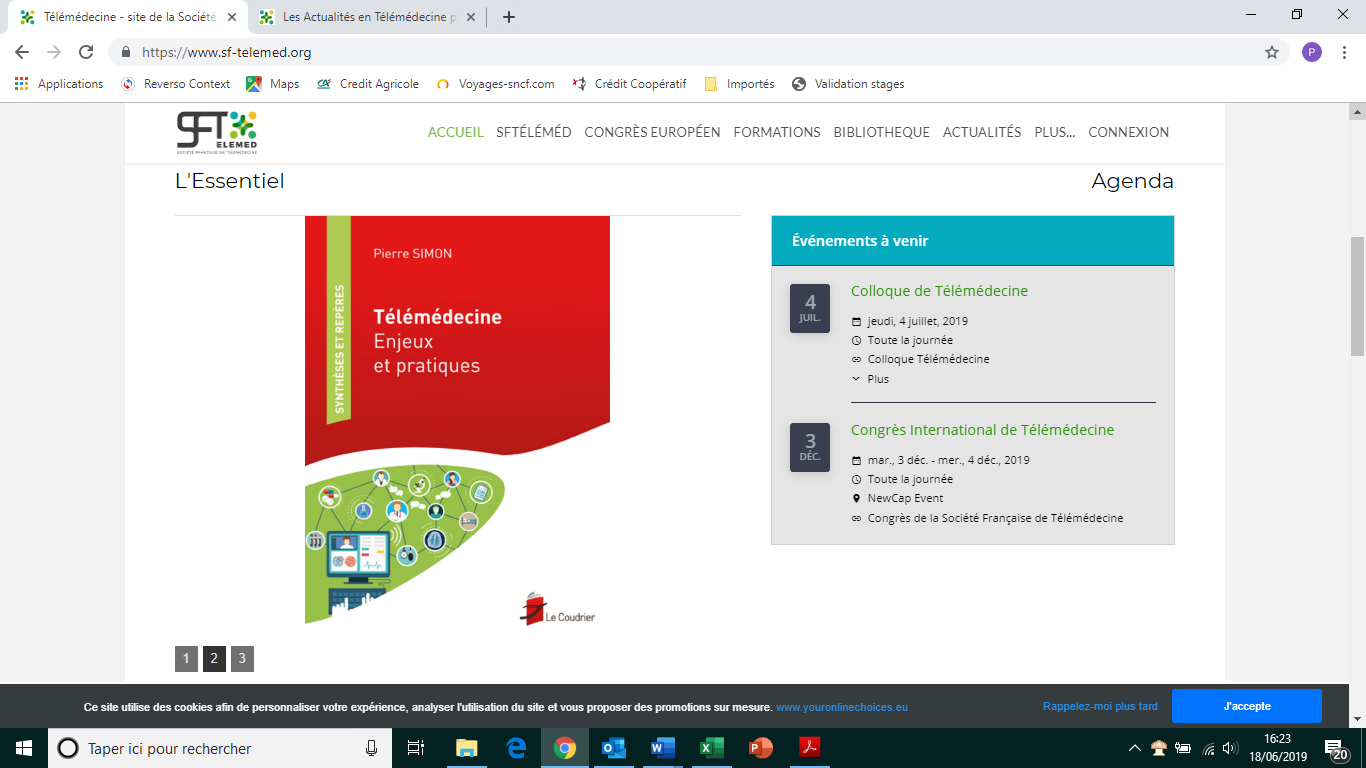 Télémédecine - site de la Société
Les Actualités en Télémédecine p
https://www.sf-telemed.org
P
Applications
Reverso Context
Maps
Credit Agricole
Voyages-sncf.com
Crédit Coopératif
Importés
Validation stages
SFT
ELEMED
SOCIÉTÉ FRANÇAISE DE TÉLÉMÉDECINE
ACCUEIL SFTÉLÉMÉD CONGRÈS EUROPÉEN FORMATIONS BIBLIOTHEQUE ACTUALITÉS PLUS... CONNEXION
L'Essentiel
Pierre SIMON
SYNTHÈSES ET REPÈRES
Télémédecine
Enjeux
et pratiques
Le Coudrier
1 2 3
Agenda
Événements à venir
4
JUIL.
Colloque de Télémédecine
jeudi, 4 juillet, 2019
Toute la journée
Colloque Télémédecine
Plus
3
DÉC.
Congrès International de Télémédecine
mar., 3 déc. - mer., 4 déc., 2019
Toute la journée
NewCap Event
Congrès de la Société Française de Télémédecine
Ce site utilise des cookies afin de personnaliser votre expérience, analyser l'utilisation du site et vous proposer des promotions sur mesure. www.youronlinechoices.eu
Rappelez-moi plus tard
J'accepte
Taper ici pour rechercher
16:23
18/06/2019
20